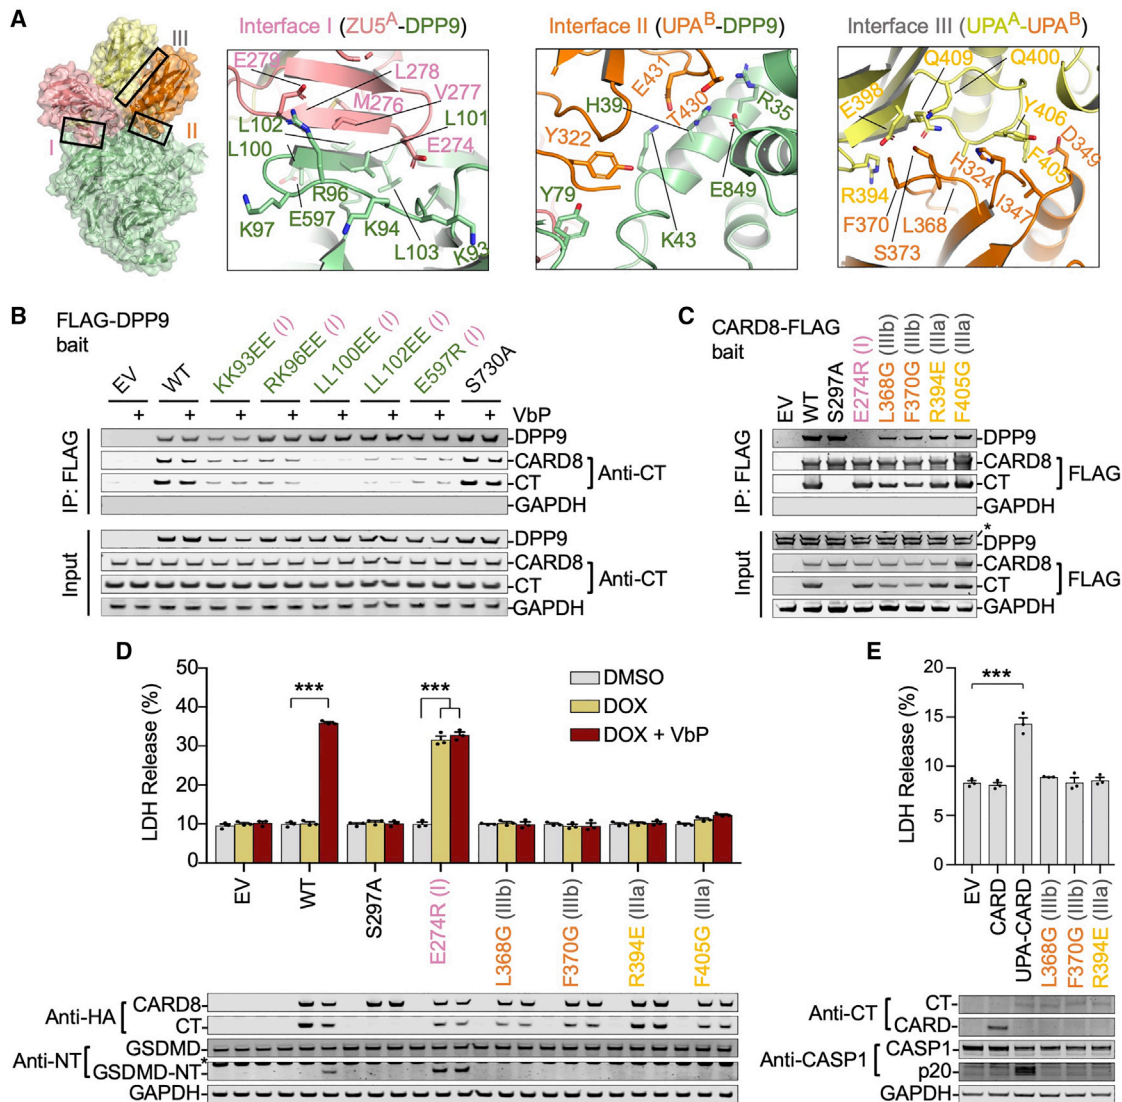 A
III
I
II
Interface I (ZU5A-DPP9)
E279
L278
M276
V277
L102
L101
L100
E274
R96
E597
K97
K94
L103
K93
Interface II (UPAB-DPP9)
E431
H39
T430
R35
Y322
Y79
E849
K43
Interface III (UPAA-UPAB)
Q409
Q400
E398
Y406
D349
F405
R394
H324
I347
F370
L368
S373
B
FLAG-DPP9
bait
EV
WT
KK93EE (I)
RK96EE (I)
LL100EE (I)
LL102EE (I)
E597R (I)
S730A
+ + + + + + + + VbP
IP: FLAG
DPP9
CARD8
CT
Anti-CT
GAPDH
Input
DPP9
CARD8
CT
Anti-CT
GAPDH
C
CARD8-FLAG
bait
EV
WT
S297A
E274R (I)
L368G (IIIb)
F370G (IIIb)
R394E (IIIa)
F405G (IIIa)
IP: FLAG
DPP9
CARD8
CT
FLAG
GAPDH
Input
*
DPP9
CARD8
CT
FLAG
GAPDH
D
LDH Release (%)
50
40
30
20
10
0
***
***
DMSO
DOX
DOX + VbP
EV
WT
S297A
E274R (I)
L368G (IIIb)
F370G (IIIb)
R394E (IIIa)
F405G (IIIa)
Anti-HA
CARD8
CT
Anti-NT
GSDMD
*
GSDMD-NT
GAPDH
E
LDH Release (%)
20
15
10
5
0
***
EV
CARD
UPA-CARD
L368G (IIIb)
F370G (IIIb)
R394E (IIIa)
Anti-CT
CT
CARD
Anti-CASP1
CASP1
p20
GAPDH